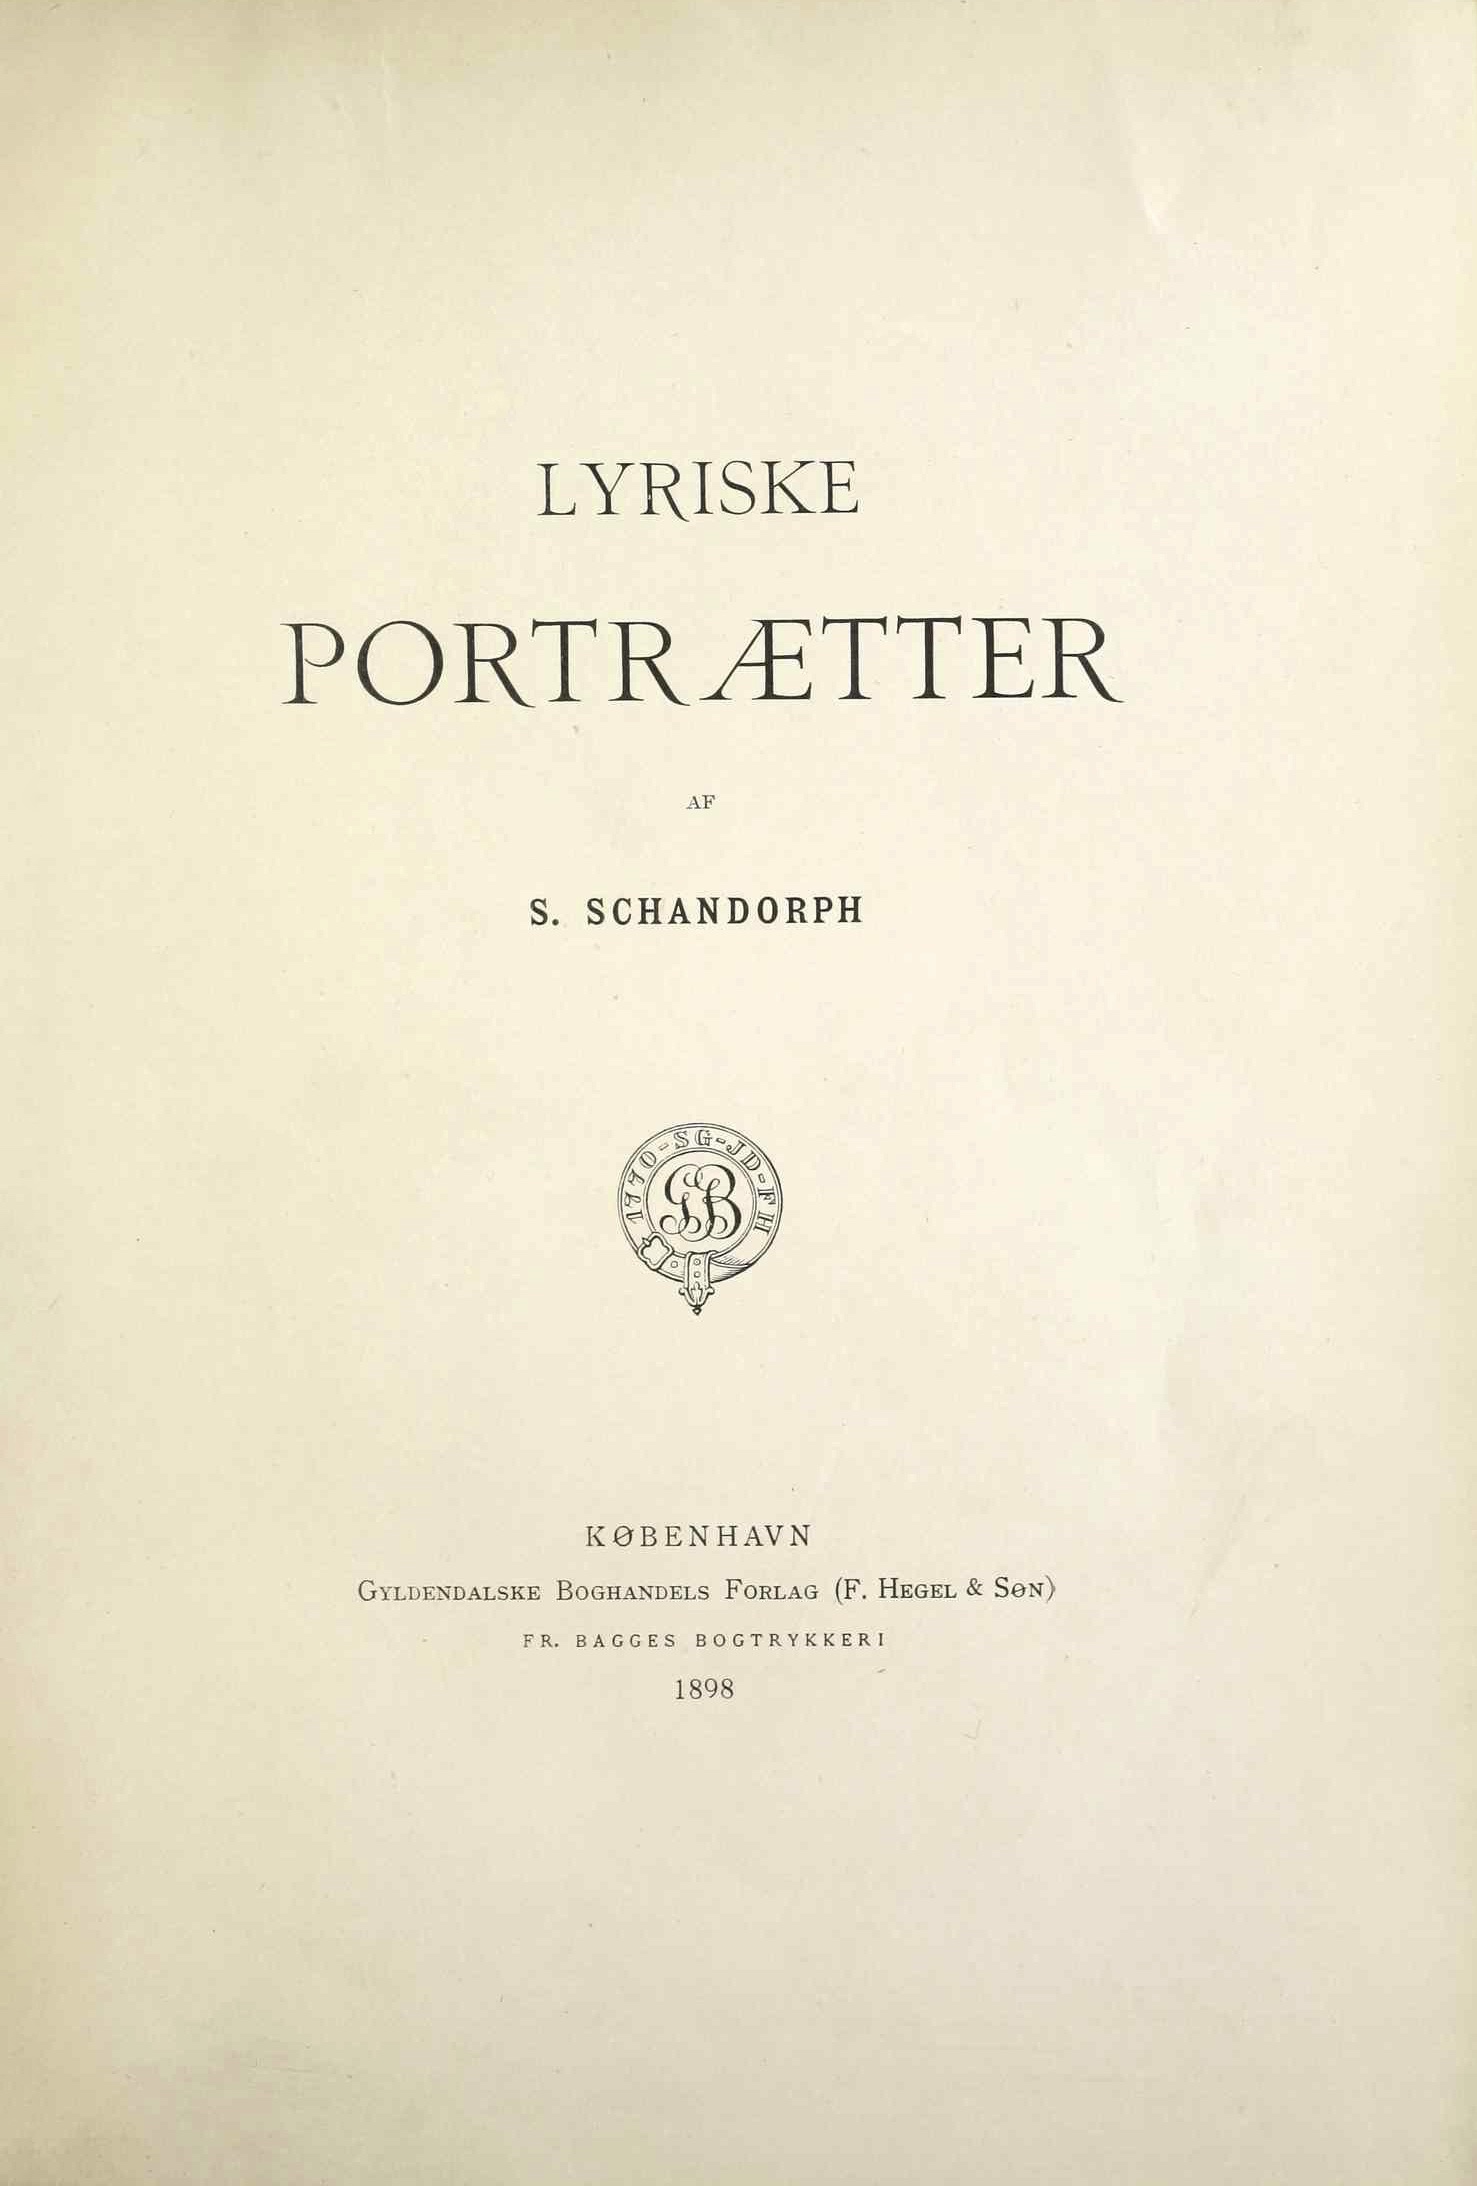 LYRISKE
PORTRÆTTER
AF
S. SCHANDORPH
1770-SG-JD-FH
GB
KØBENHAVN
GYLDENDALSKE BOGHANDELS FORLAG (F. HEGEL & SØN)
FR. BAGGES BOGTRYKKERI
1898